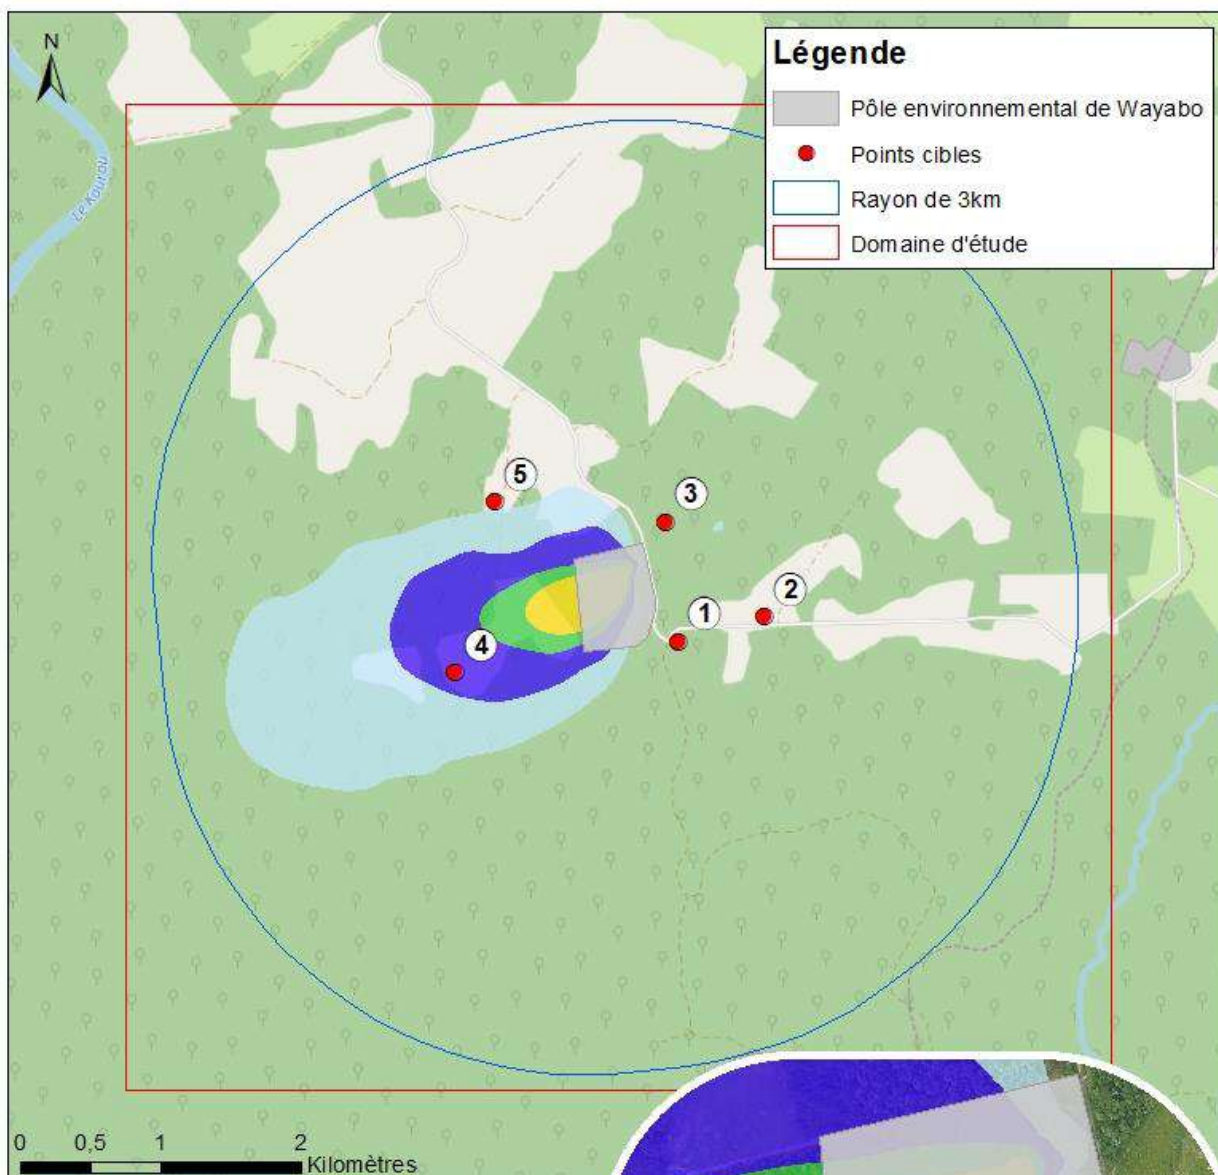 N
Légende
Pôle environnemental de Wayabo
Points cibles
Rayon de 3km
Domaine d'étude
Le Kourou
5
3
2
1
4
0 0,5 1 2
Kilomètres